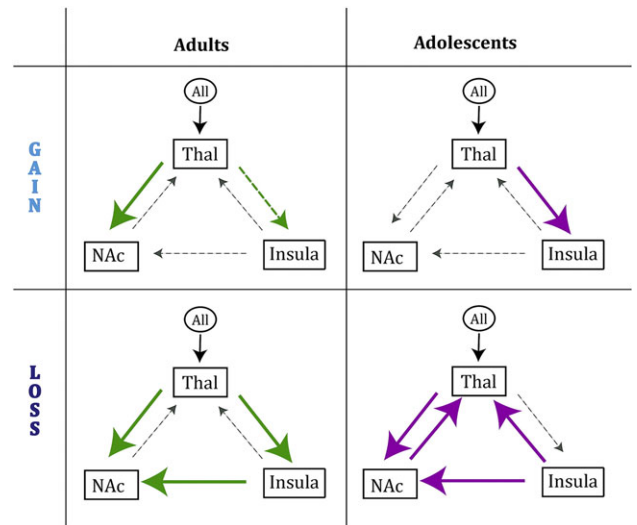 Adults
Adolescents
GAIN
All
Thal
NAc
Insula
All
Thal
NAc
Insula
LOSS
All
Thal
NAc
Insula
All
Thal
NAc
Insula